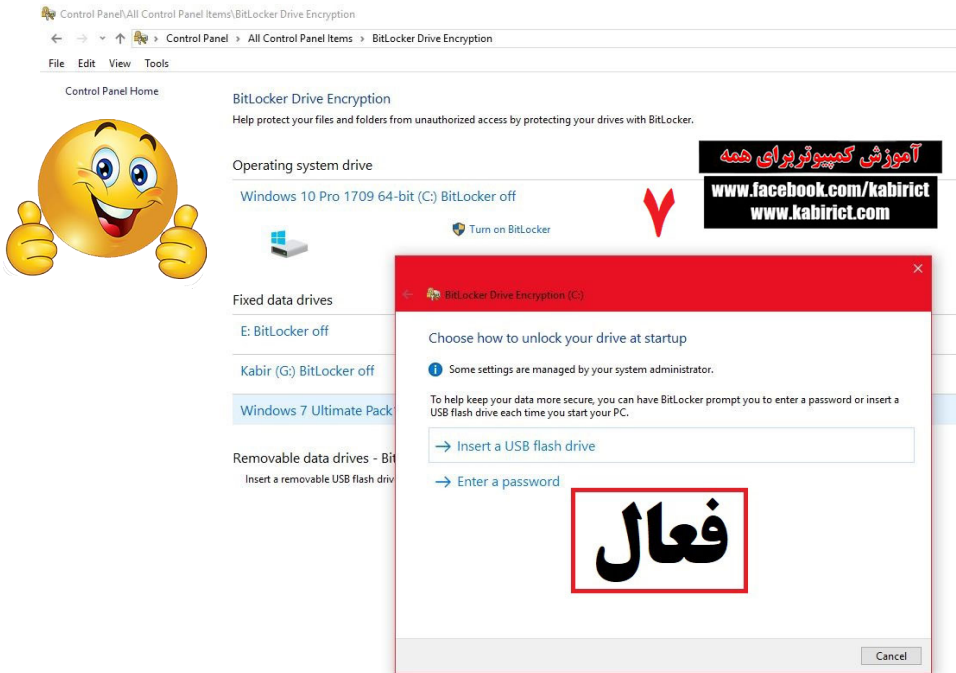 Control Panel\All Control Panel Items\BitLocker Drive Encryption
Control Panel › All Control Panel Items › BitLocker Drive Encryption
File Edit View Tools
Control Panel Home
BitLocker Drive Encryption
Help protect your files and folders from unauthorized access by protecting your drives with BitLocker.
آموزش کمپیوتر برای همه
www.facebook.com/kabirict
www.kabirict.com
Operating system drive
Windows 10 Pro 1709 64-bit (C:) BitLocker off
۷
Turn on BitLocker
Fixed data drives
E: BitLocker off
Kabir (G:) BitLocker off
Windows 7 Ultimate Pack
Removable data drives - Bit
Insert a removable USB flash driv
BitLocker Drive Encryption (C:)
Choose how to unlock your drive at startup
Some settings are managed by your system administrator.
To help keep your data more secure, you can have BitLocker prompt you to enter a password or insert a
USB flash drive each time you start your PC.
Insert a USB flash drive
Enter a password
فعال
Cancel